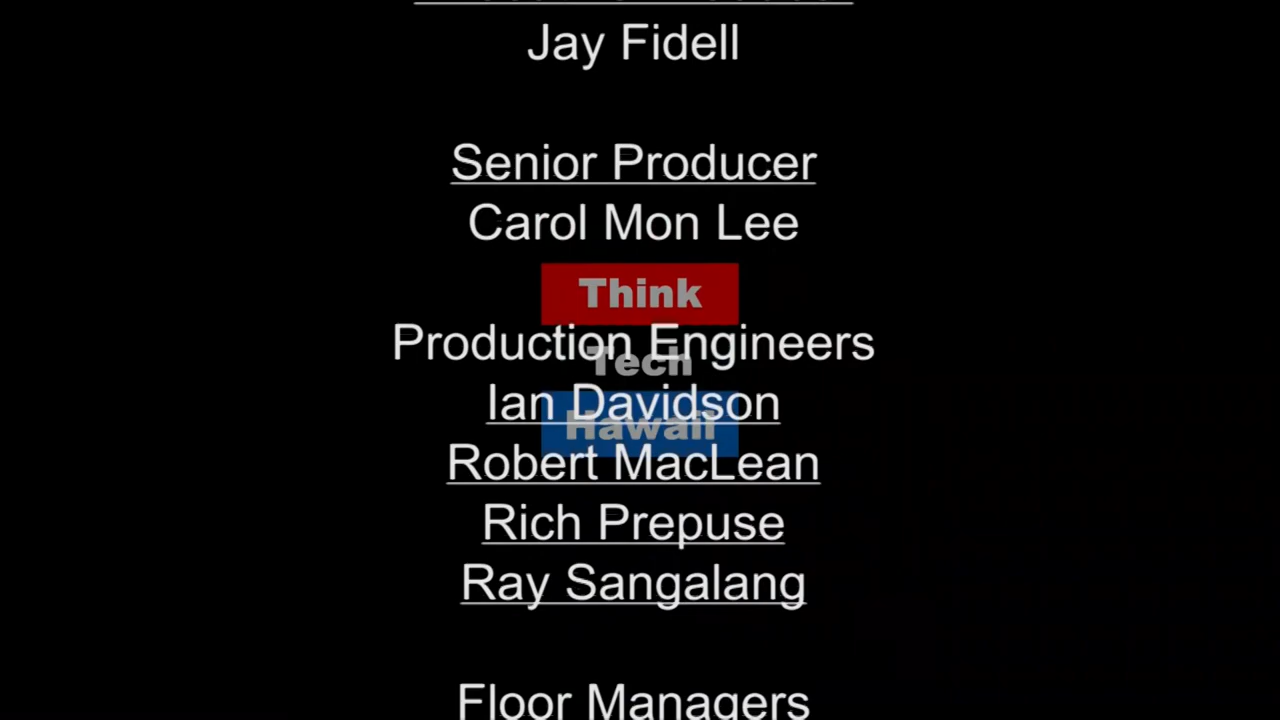 Jay Fidell
Senior Producer
Carol Mon Lee
Think
Production Engineers
Tech
Ian Davidson
Hawaii
Robert MacLean
Rich Prepuse
Ray Sangalang
Floor Managers